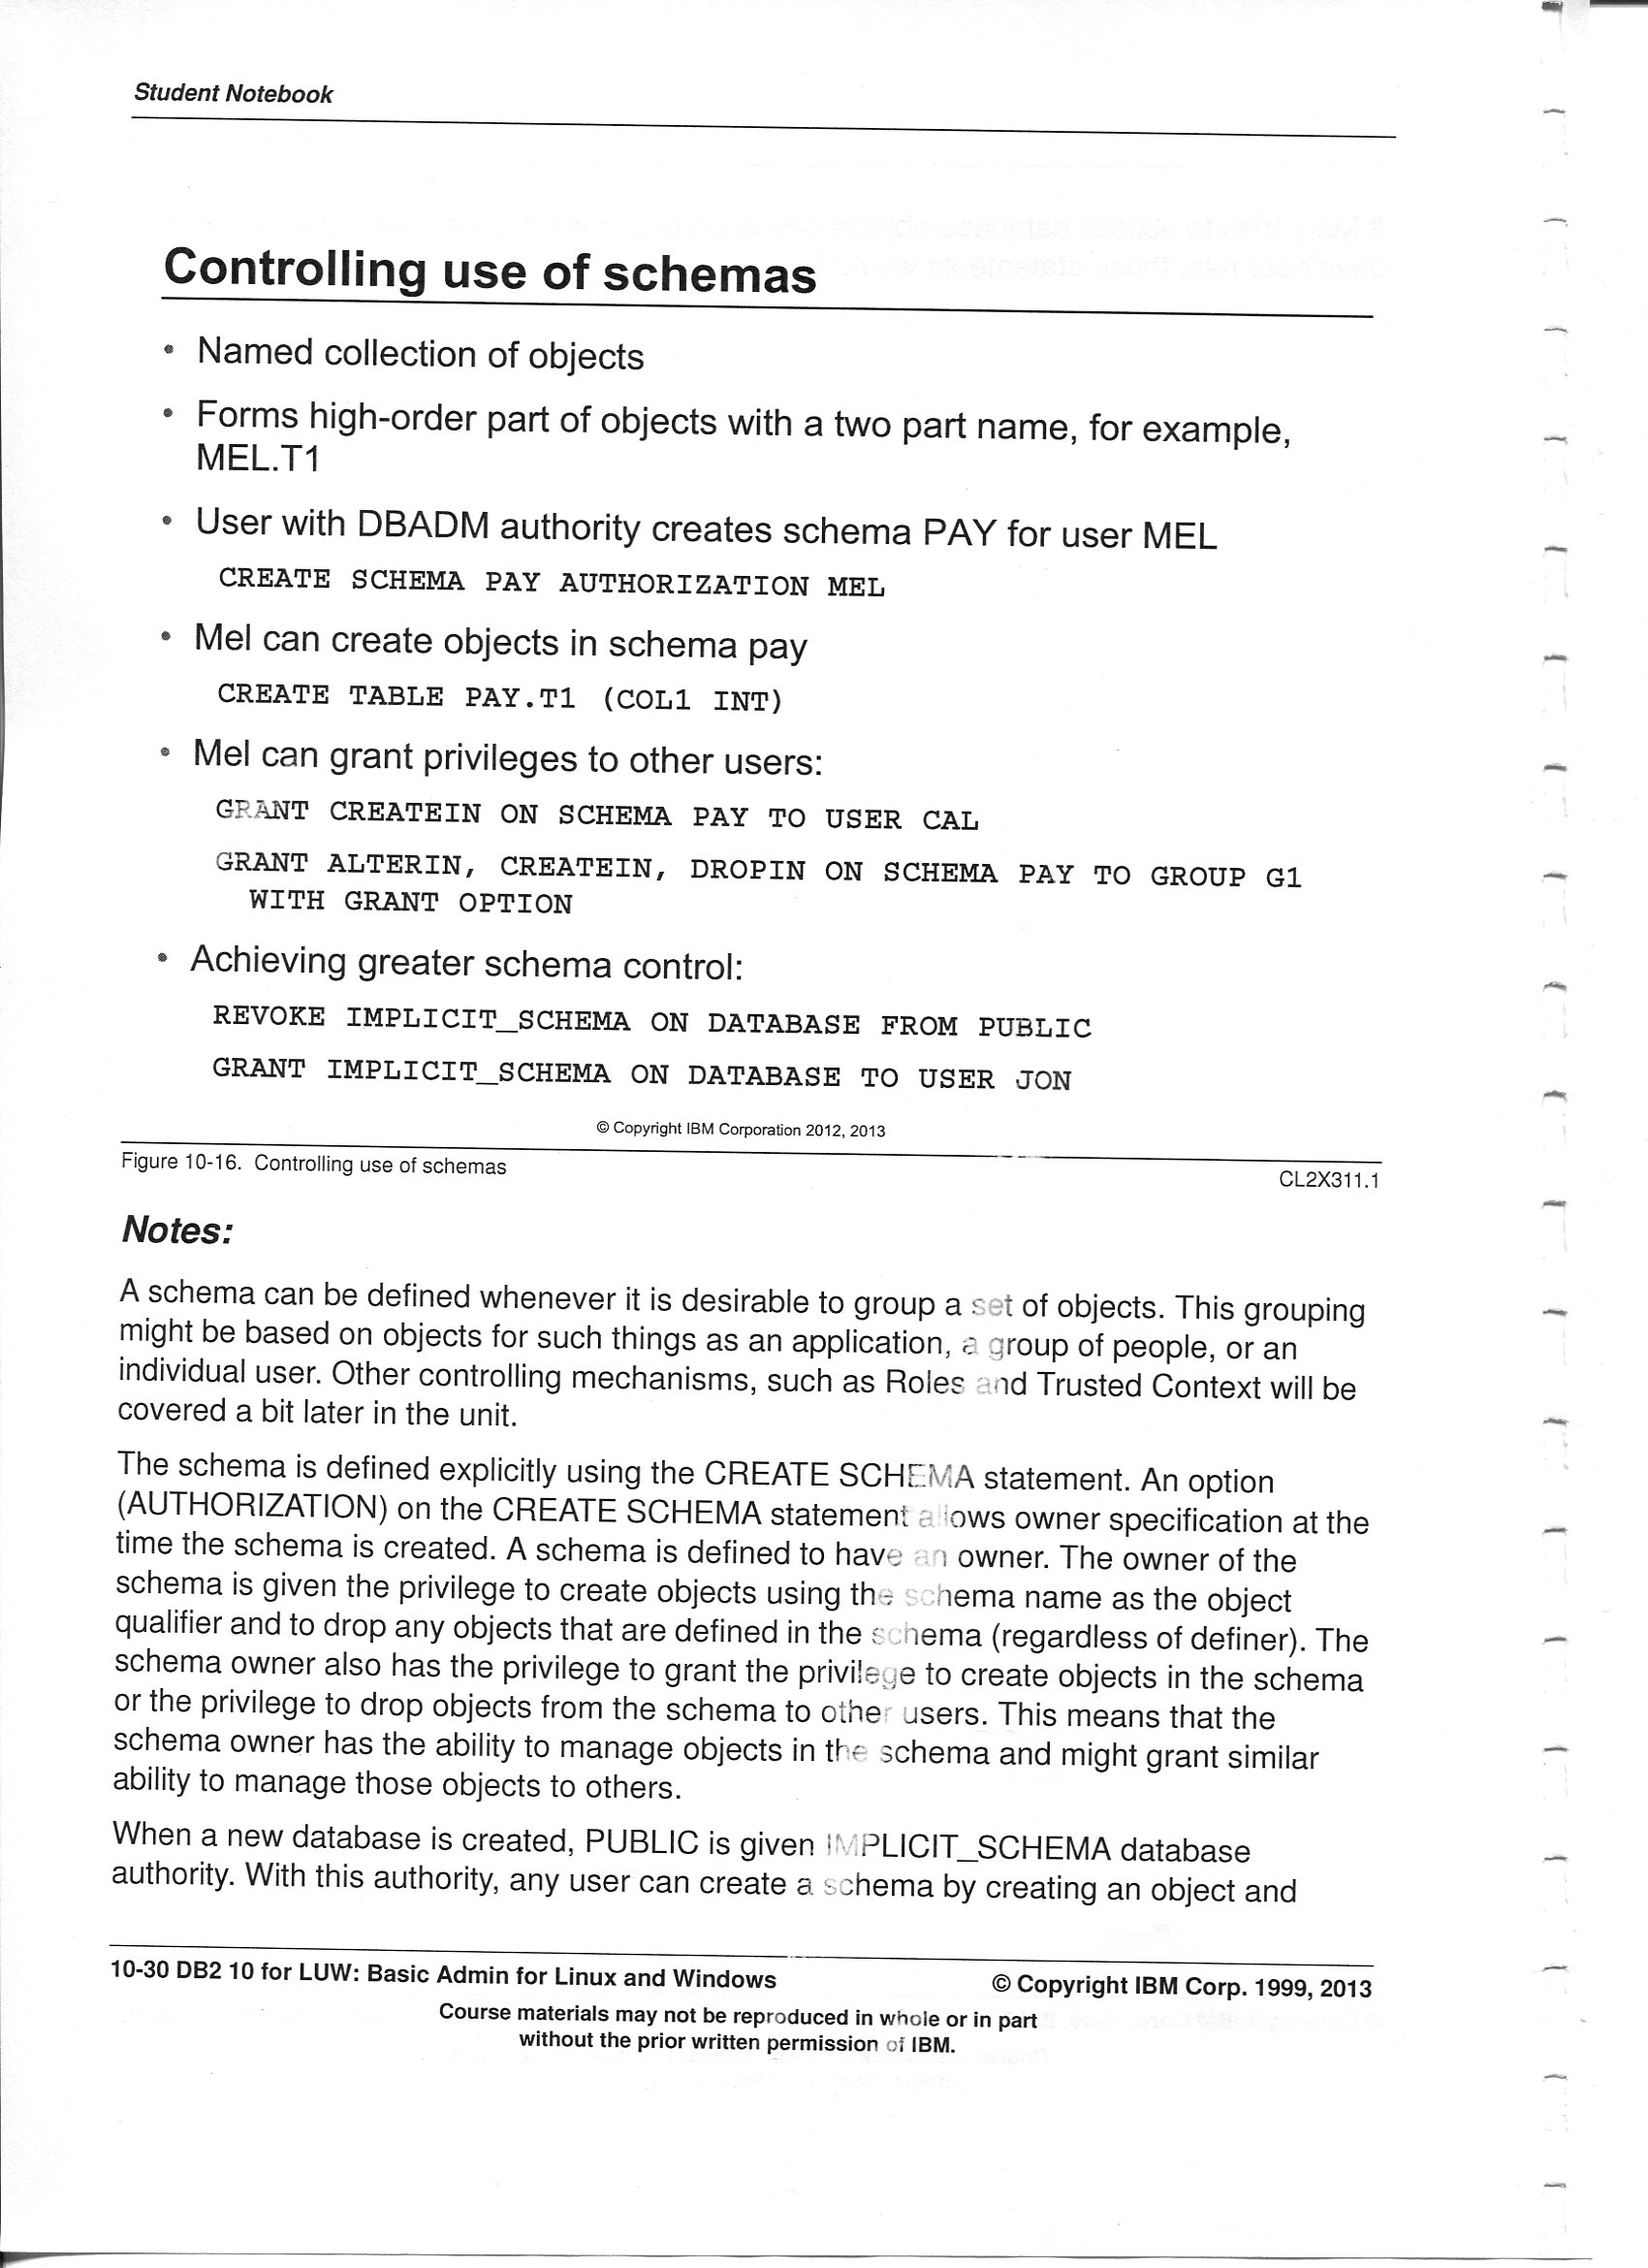 Student Notebook
Controlling use of schemas
• Named collection of objects
• Forms high-order part of objects with a two part name, for example,
MEL.T1
• User with DBADM authority creates schema PAY for user MEL
CREATE SCHEMA PAY AUTHORIZATION MEL
• Mel can create objects in schema pay
CREATE TABLE PAY.T1 (COL1 INT)
• Mel can grant privileges to other users:
GRANT CREATEIN ON SCHEMA PAY TO USER CAL
GRANT ALTERIN, CREATEIN, DROPIN ON SCHEMA PAY TO GROUP G1
WITH GRANT OPTION
• Achieving greater schema control:
REVOKE IMPLICIT_SCHEMA ON DATABASE FROM PUBLIC
GRANT IMPLICIT_SCHEMA ON DATABASE TO USER JON
© Copyright IBM Corporation 2012, 2013
Figure 10-16. Controlling use of schemas CL2X311.1
Notes:
A schema can be defined whenever it is desirable to group a set of objects. This grouping
might be based on objects for such things as an application, a group of people, or an
individual user. Other controlling mechanisms, such as Roles and Trusted Context will be
covered a bit later in the unit.
The schema is defined explicitly using the CREATE SCHEMA statement. An option
(AUTHORIZATION) on the CREATE SCHEMA statement allows owner specification at the
time the schema is created. A schema is defined to have an owner. The owner of the
schema is given the privilege to create objects using the schema name as the object
qualifier and to drop any objects that are defined in the schema (regardless of definer). The
schema owner also has the privilege to grant the privilege to create objects in the schema
or the privilege to drop objects from the schema to other users. This means that the
schema owner has the ability to manage objects in the schema and might grant similar
ability to manage those objects to others.
When a new database is created, PUBLIC is given IMPLICIT_SCHEMA database
authority. With this authority, any user can create a schema by creating an object and
10-30 DB2 10 for LUW: Basic Admin for Linux and Windows © Copyright IBM Corp. 1999, 2013
Course materials may not be reproduced in whole or in part
without the prior written permission of IBM.